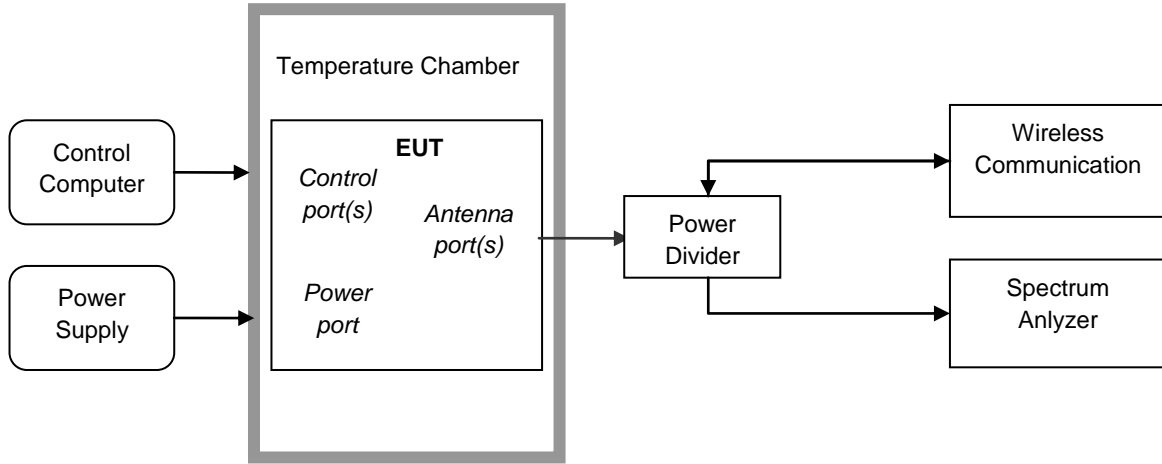 Temperature Chamber
Control
Computer
Power
Supply
EUT
Control
port(s)
Antenna
port(s)
Power
port
Power
Divider
Wireless
Communication
Spectrum
Anlyzer